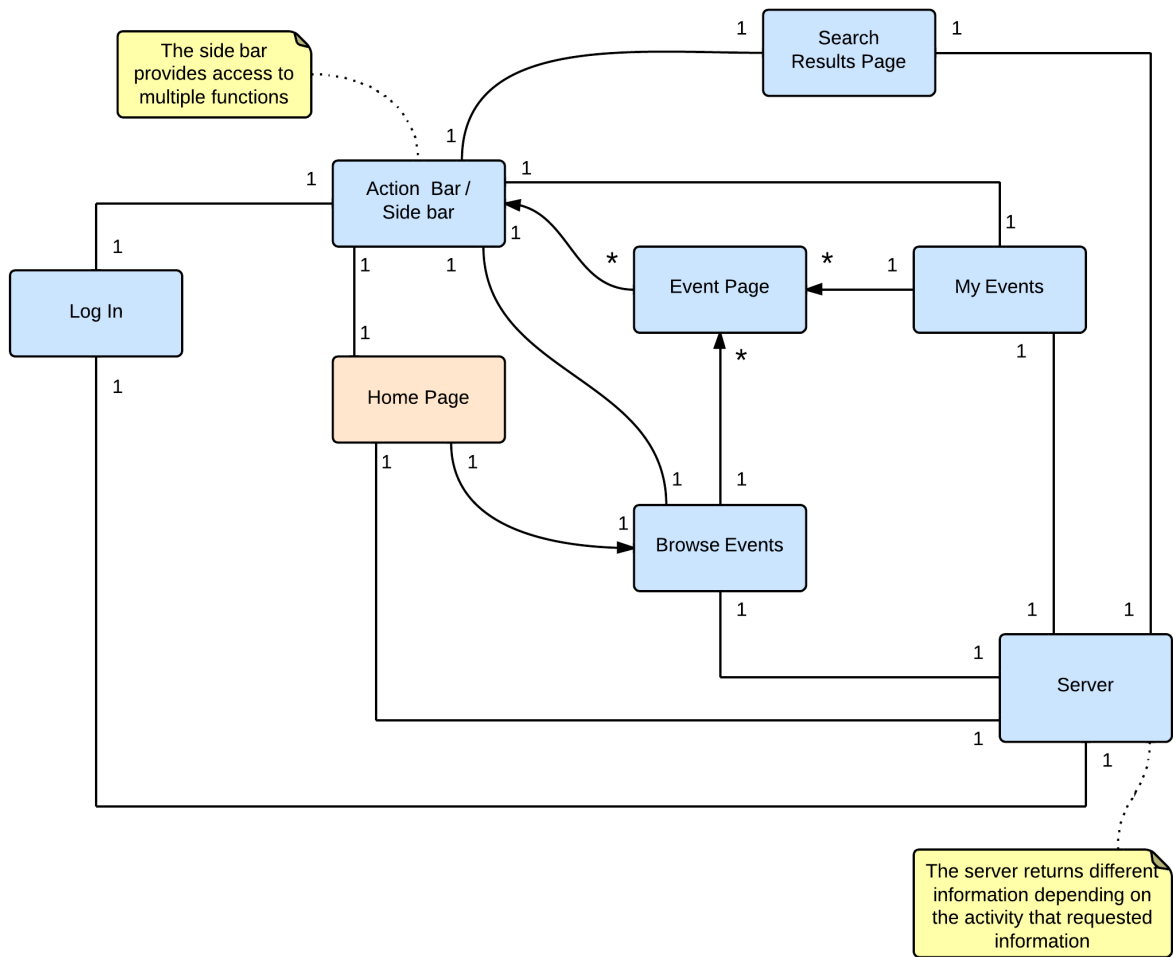 1
Search
Results Page
1
The side bar
provides access to
multiple functions
1
1
Action Bar /
Side bar
1
1
1
1
1
1
*
Event Page
*
1
My Events
Log In
1
1
*
1
1
Home Page
1
1
1
1
1
Browse Events
1
1
1
1
1
Server
1
1
The server returns different
information depending on
the activity that requested
information